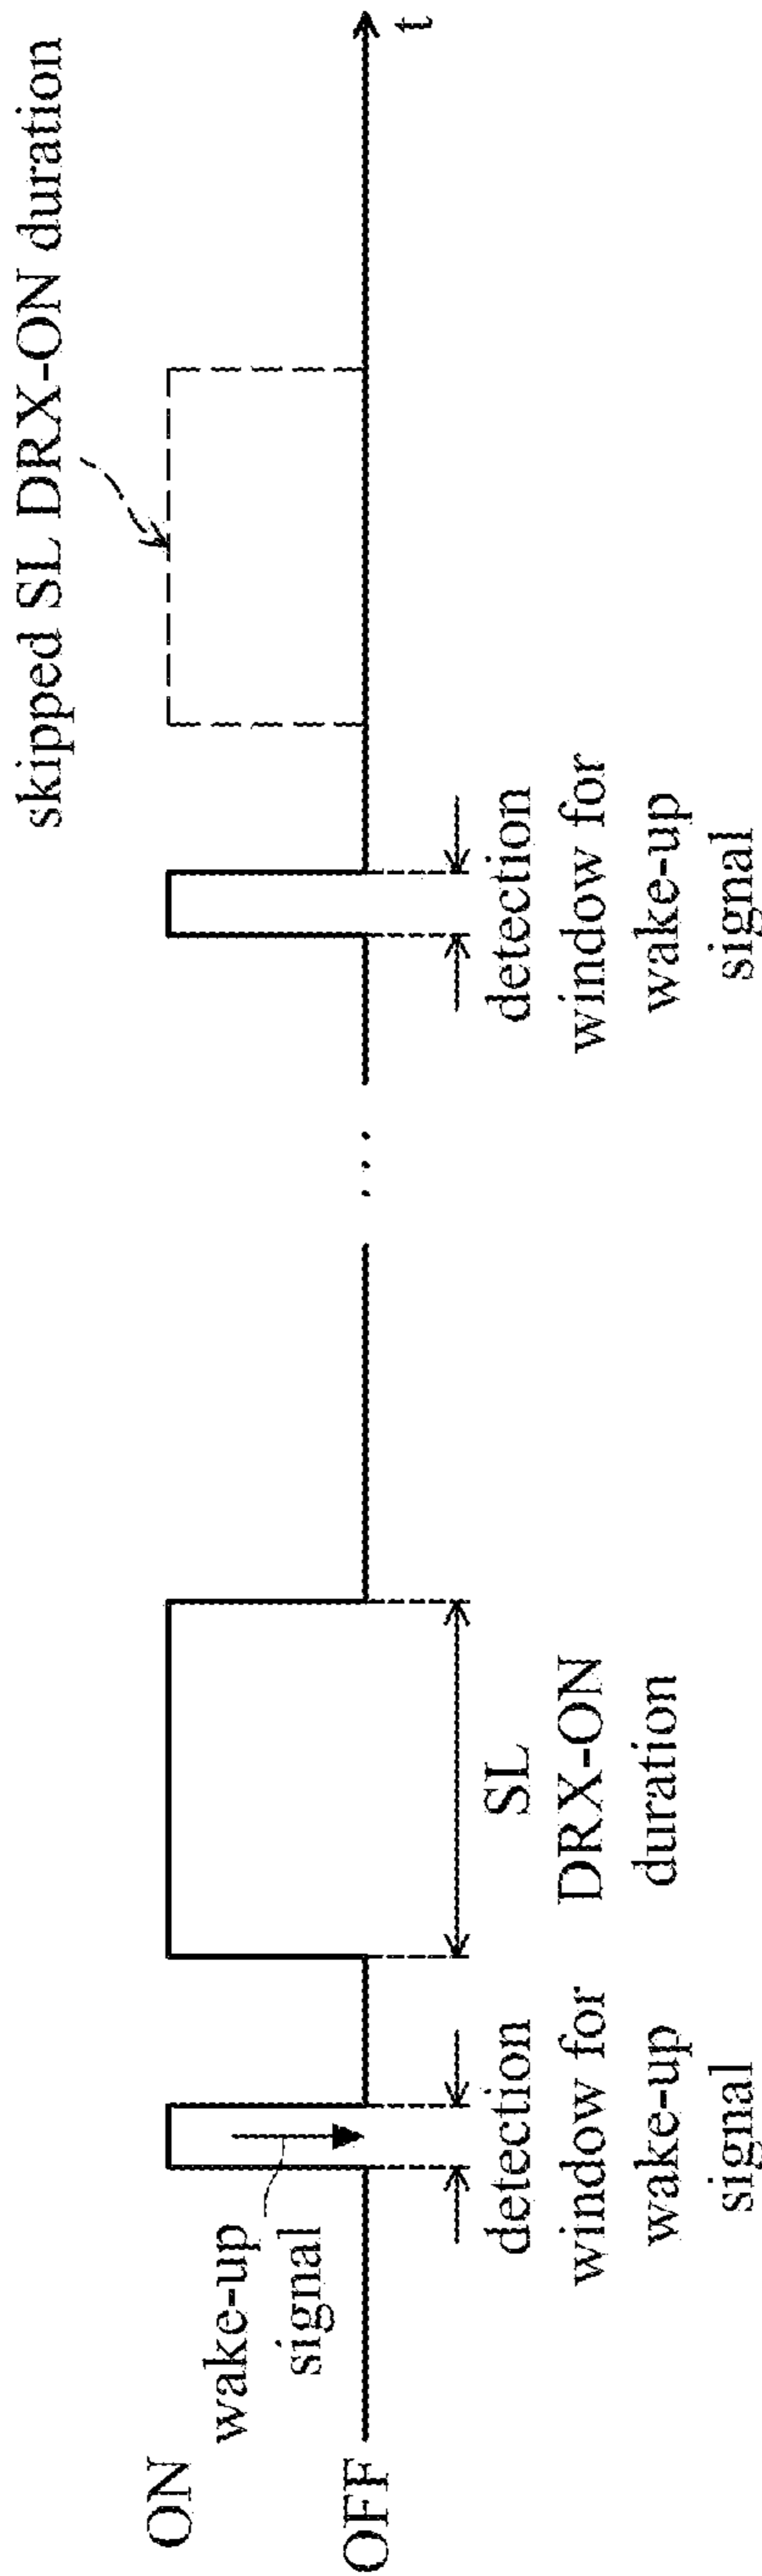 ON
OFF
wake-up
signal
detection
window for
wake-up
signal
SL
DRX-ON
duration
...
detection
window for
wake-up
signal
skipped SL DRX-ON duration
t